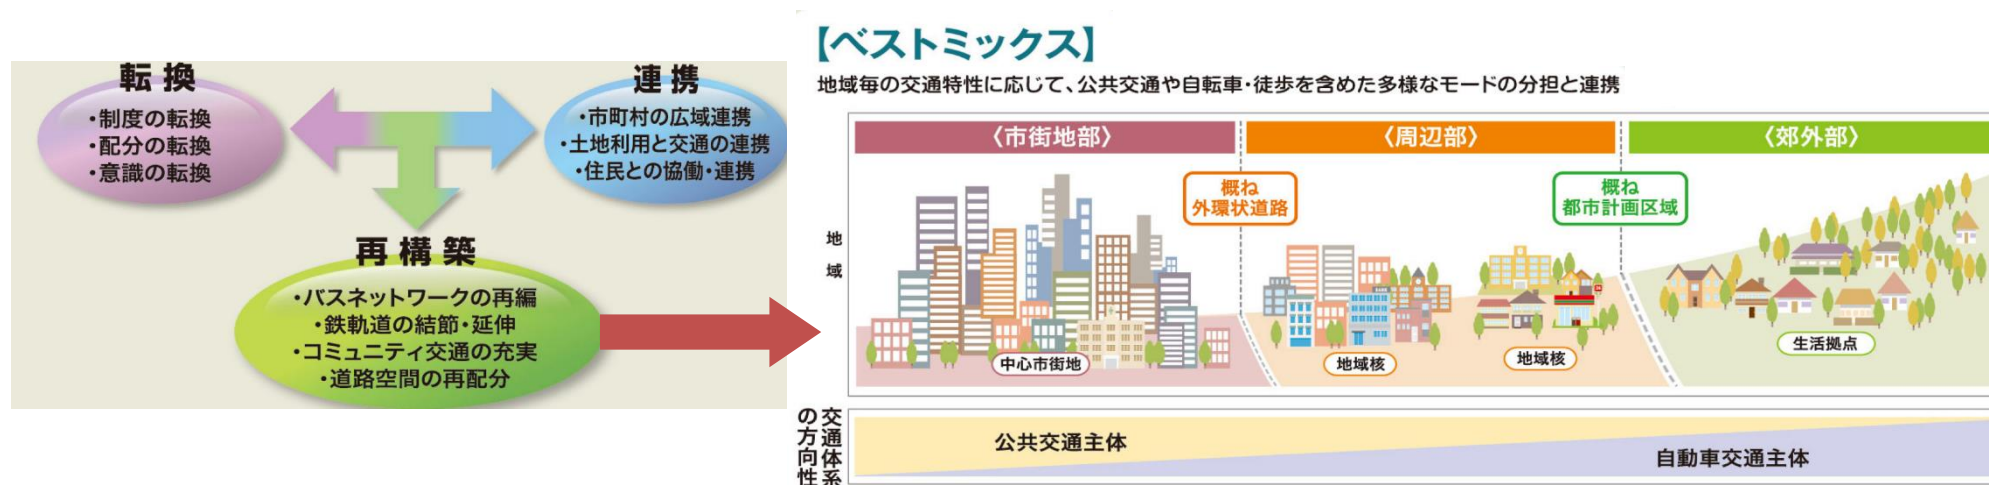 転換
・制度の転換
・配分の転換
・意識の転換
連携
・市町村の広域連携
・土地利用と交通の連携
・住民との協働・連携
再構築
・バスネットワークの再編
・鉄軌道の結節・延伸
・コミュニティ交通の充実
・道路空間の再配分
【ベストミックス】
地域毎の交通特性に応じて、公共交通や自転車・徒歩を含めた多様なモードの分担と連携
〈市街地部〉
〈周辺部〉
〈郊外部〉
概ね
外環状道路
概ね
都市計画区域
地域
中心市街地
地域核
地域核
生活拠点
交通体系
の方向性
公共交通主体
自動車交通主体